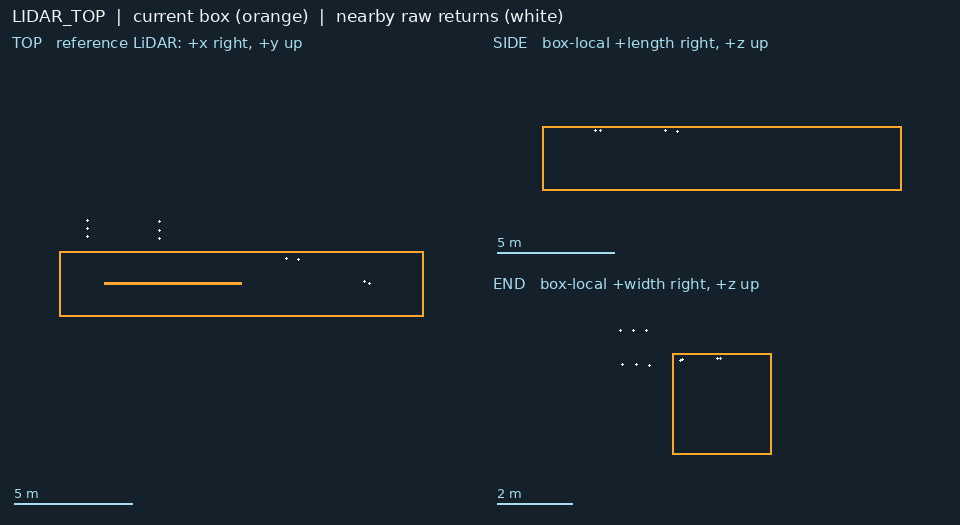 LIDAR_TOP | current box (orange) | nearby raw returns (white)
TOP reference LiDAR: +x right, +y up
SIDE box-local +length right, +z up
5 m
END box-local +width right, +z up
5 m
2 m